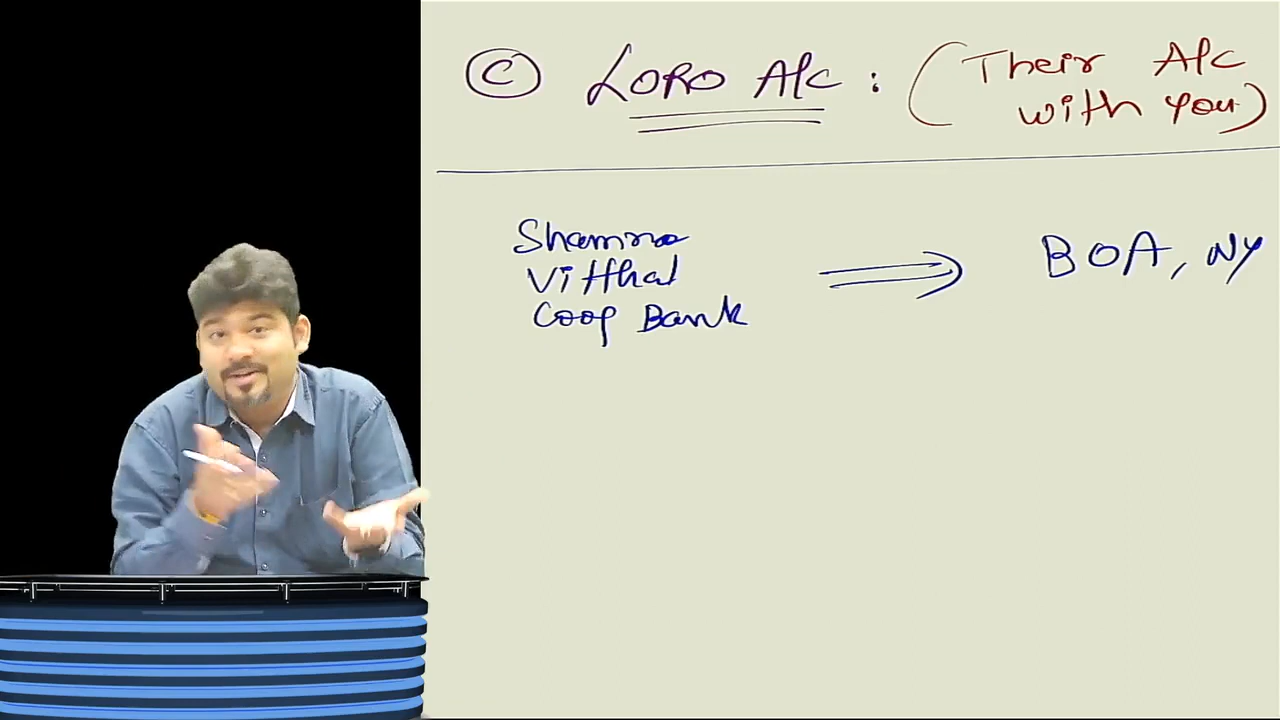 C LORO A/c : (Their A/c
with you)
Shamrao
Vitthal
Coop Bank
⟹ BOA, NY